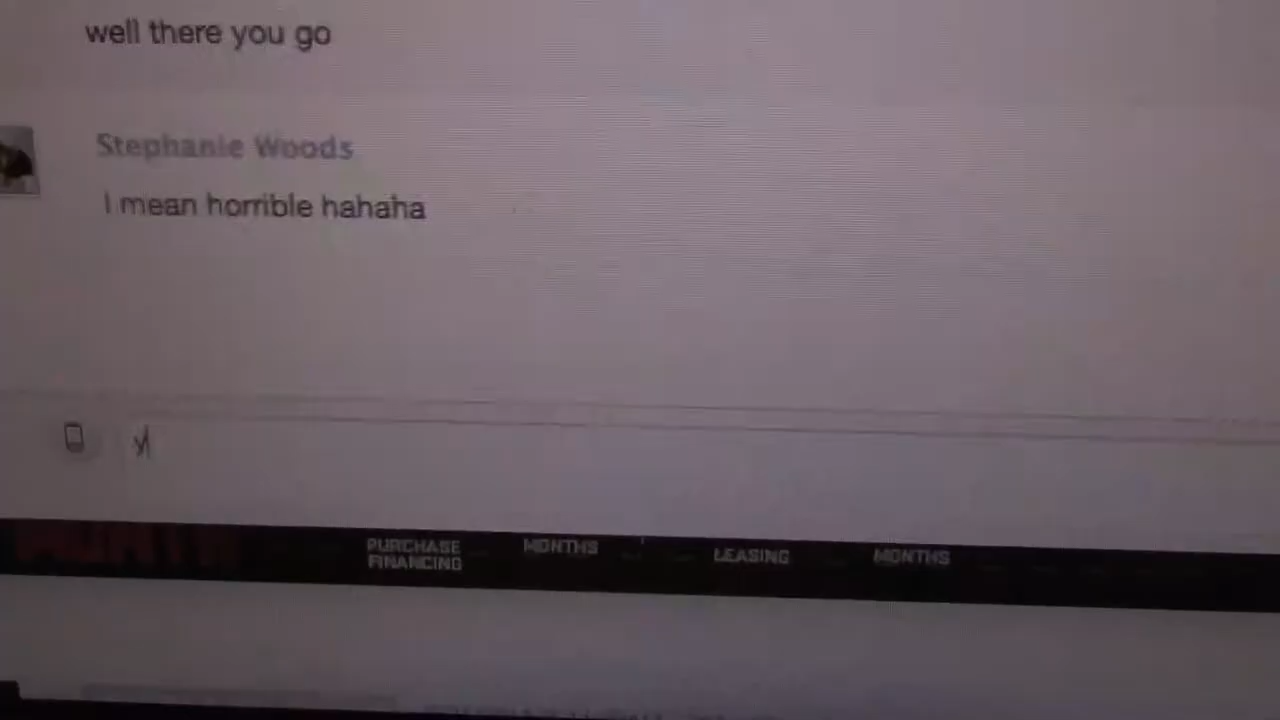 well there you go
Stephanie Woods
I mean horrible hahaha
y
PURCHASE MONTHS LEASING MONTHS
FINANCING